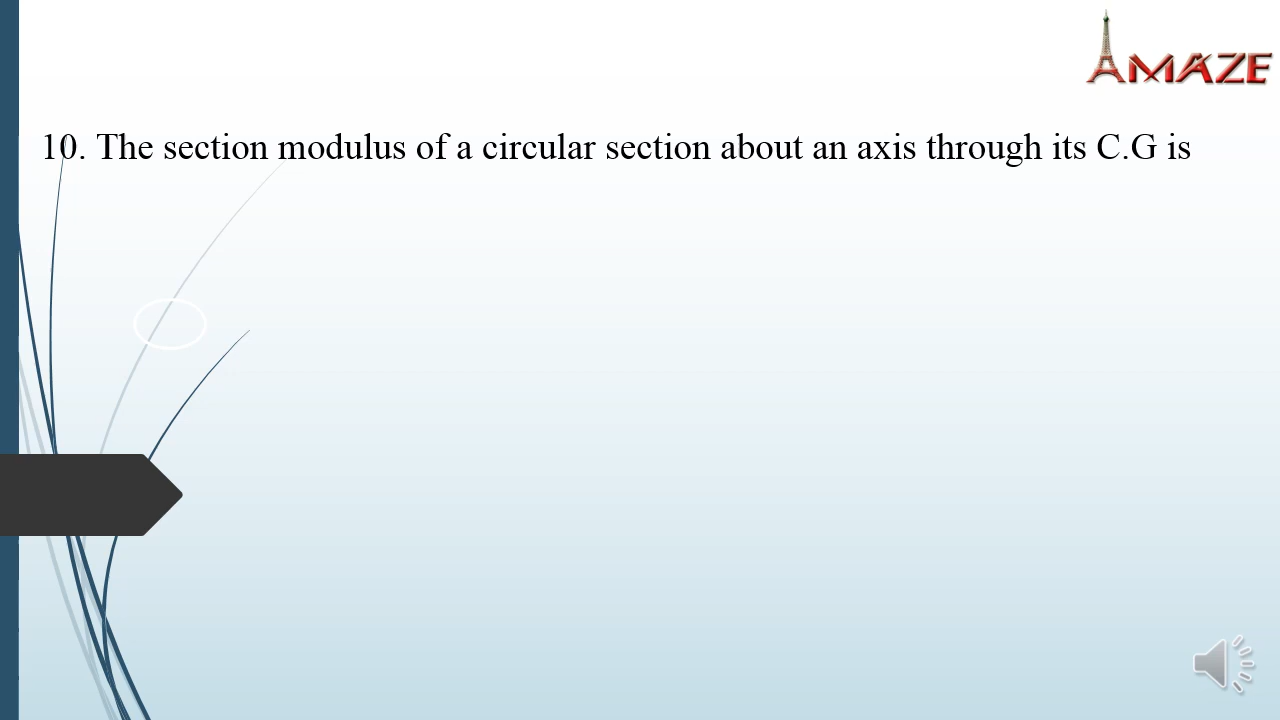 AMAZE
10. The section modulus of a circular section about an axis through its C.G is